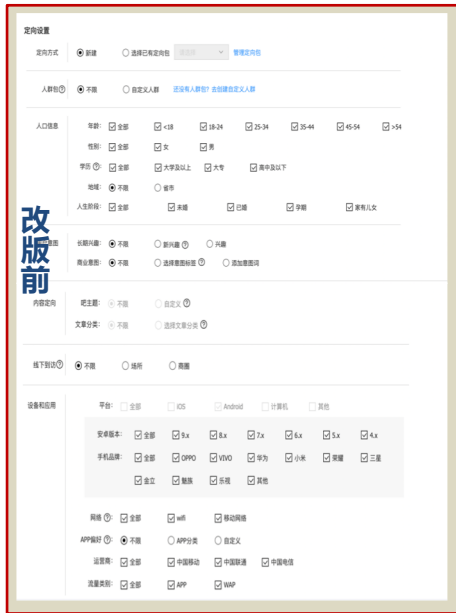 定向设置
定向方式 新建 选择已有定向包 请选择 管理定向包
人群包? 不限 自定义人群 还没有人群包? 去创建自定义人群
人口信息 年龄: 全部 <18 18-24 25-34 35-44 45-54 >54
性别: 全部 女 男
学历 ?: 全部 大学及以上 大专 高中及以下
地域: 不限 省市
人生阶段: 全部 未婚 已婚 孕期 家有儿女
改版前
意图 长期兴趣: 不限 新兴趣 ? 兴趣
商业意图: 不限 选择意图标签 ? 添加意图词
内容定向 吧主题: 不限 自定义 ?
文章分类: 不限 选择文章分类 ?
线下到访? 不限 场所 商圈
设备和应用 平台: 全部 iOS Android 计算机 其他
安卓版本: 全部 9.x 8.x 7.x 6.x 5.x 4.x
手机品牌: 全部 OPPO VIVO 华为 小米 荣耀 三星
金立 魅族 乐视 其他
网络 ?: 全部 wifi 移动网络
APP偏好 ?: 不限 APP分类 自定义
运营商: 全部 中国移动 中国联通 中国电信
流量类别: 全部 APP WAP